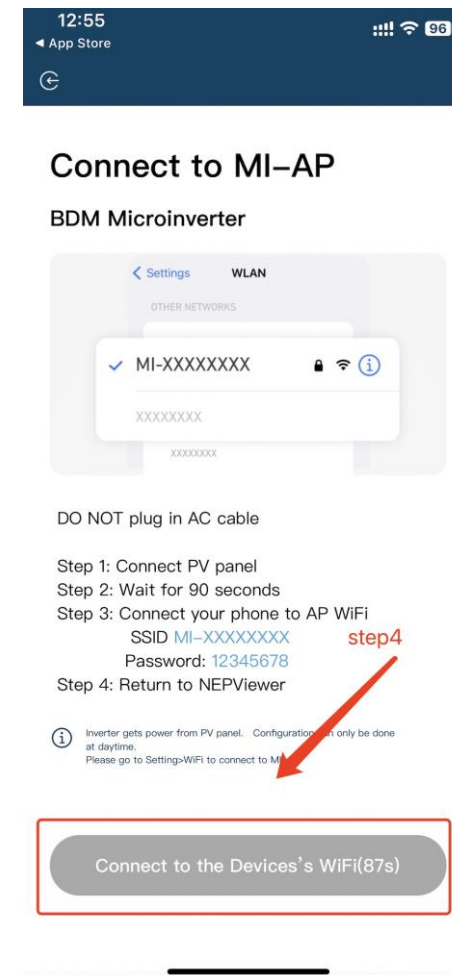 12:55
96
◀ App Store
Connect to MI-AP
BDM Microinverter
Settings WLAN
OTHER NETWORKS
MI-XXXXXXXX
XXXXXXXX
XXXXXXXX
DO NOT plug in AC cable
Step 1: Connect PV panel
Step 2: Wait for 90 seconds
Step 3: Connect your phone to AP WiFi
SSID MI-XXXXXXXX
step4
Password: 12345678
Step 4: Return to NEPViewer
Inverter gets power from PV panel. Configuration can only be done
at daytime.
Please go to Setting>WiFi to connect to
Connect to the Devices's WiFi(87s)